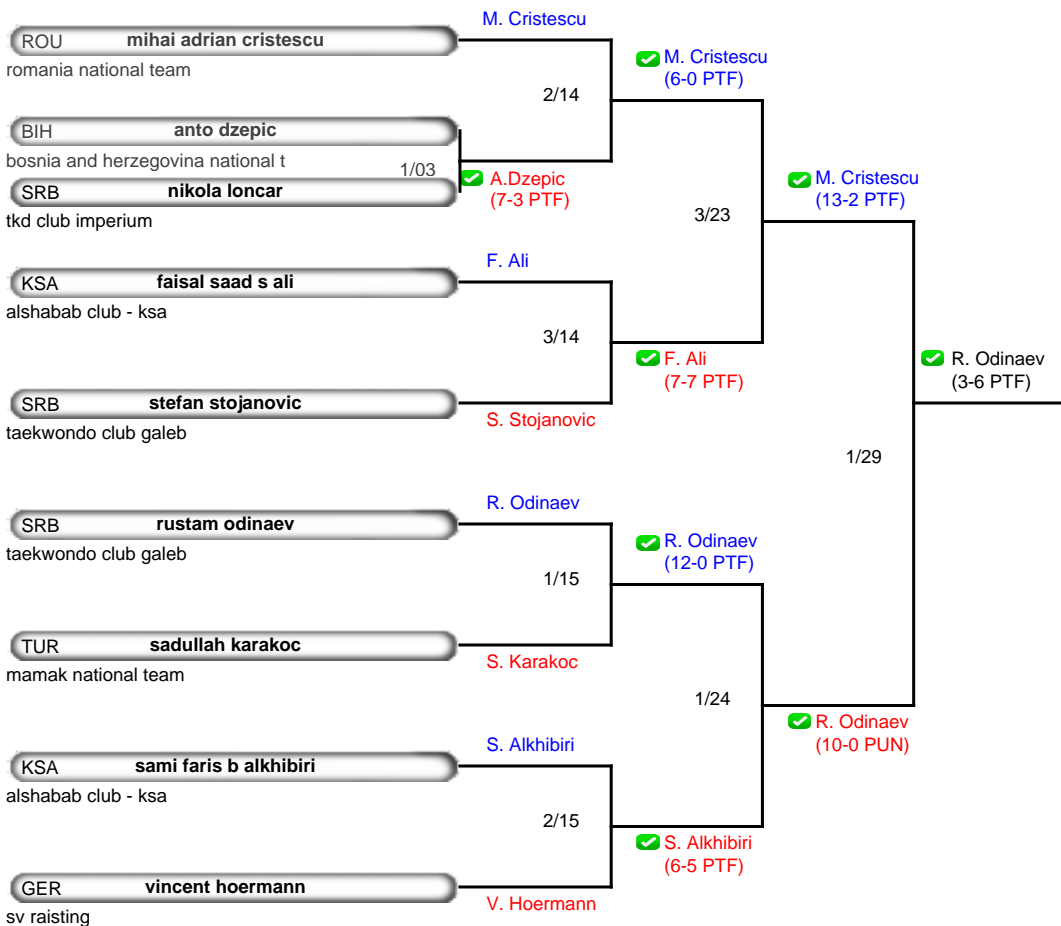 M. Cristescu
ROU mihai adrian cristescu
romania national team
M. Cristescu
(6-0 PTF)
2/14
BIH anto dzepic
bosnia and herzegovina national t
1/03
SRB nikola loncar
tkd club imperium
A.Dzepic
(7-3 PTF)
M. Cristescu
(13-2 PTF)
3/23
F. Ali
KSA faisal saad s ali
alshabab club - ksa
3/14
F. Ali
(7-7 PTF)
R. Odinaev
(3-6 PTF)
SRB stefan stojanovic
taekwondo club galeb
S. Stojanovic
1/29
R. Odinaev
SRB rustam odinaev
taekwondo club galeb
R. Odinaev
(12-0 PTF)
1/15
TUR sadullah karakoc
mamak national team
S. Karakoc
1/24
R. Odinaev
(10-0 PUN)
S. Alkhibiri
KSA sami faris b alkhibiri
alshabab club - ksa
2/15
S. Alkhibiri
(6-5 PTF)
GER vincent hoermann
sv raisting
V. Hoermann